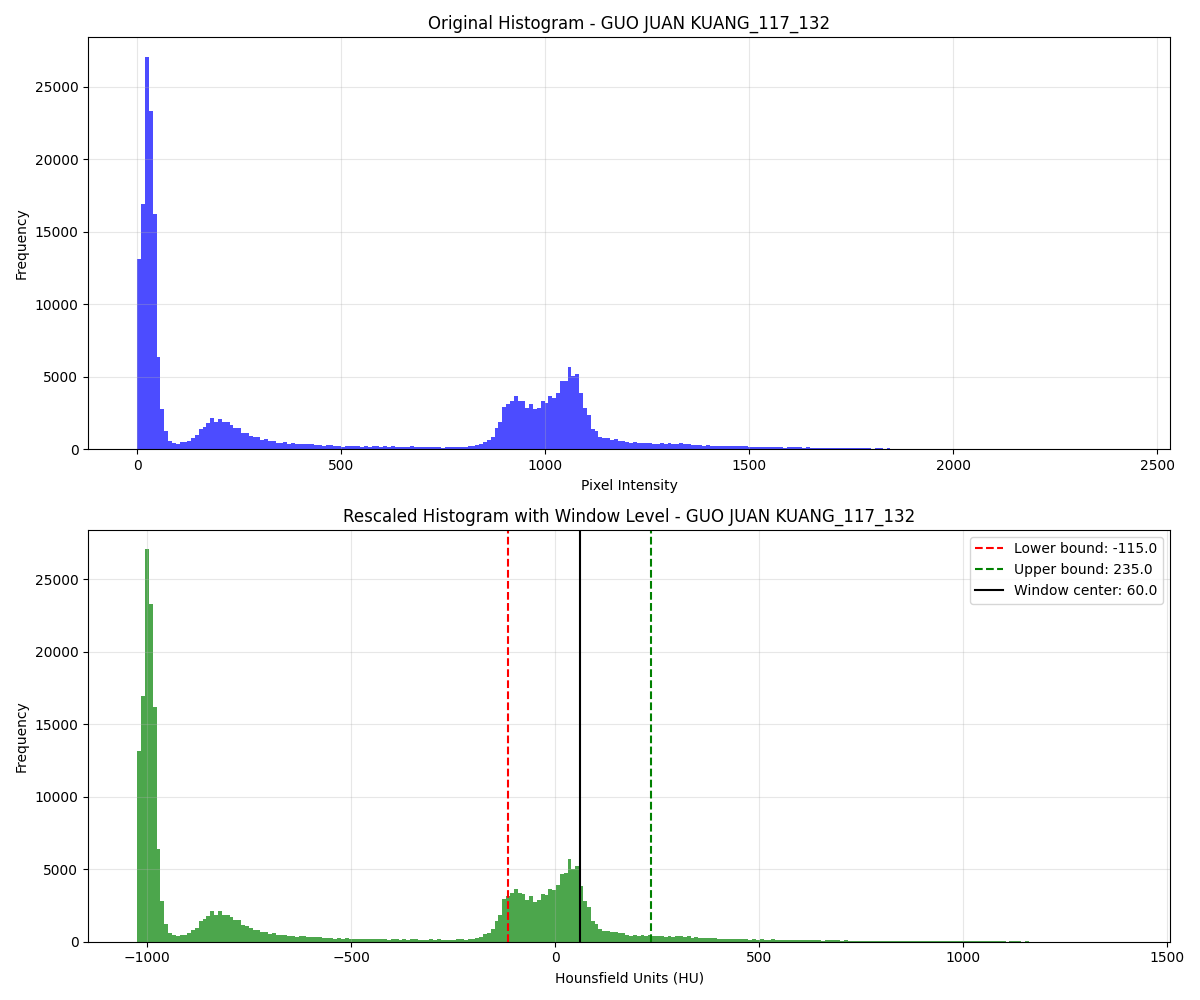 Original Histogram - GUO JUAN KUANG_117_132
Frequency
25000
20000
15000
10000
5000
0
0 500 1000 1500 2000 2500
Pixel Intensity
Rescaled Histogram with Window Level - GUO JUAN KUANG_117_132
Frequency
25000
20000
15000
10000
5000
0
Lower bound: -115.0
Upper bound: 235.0
Window center: 60.0
−1000 −500 0 500 1000 1500
Hounsfield Units (HU)